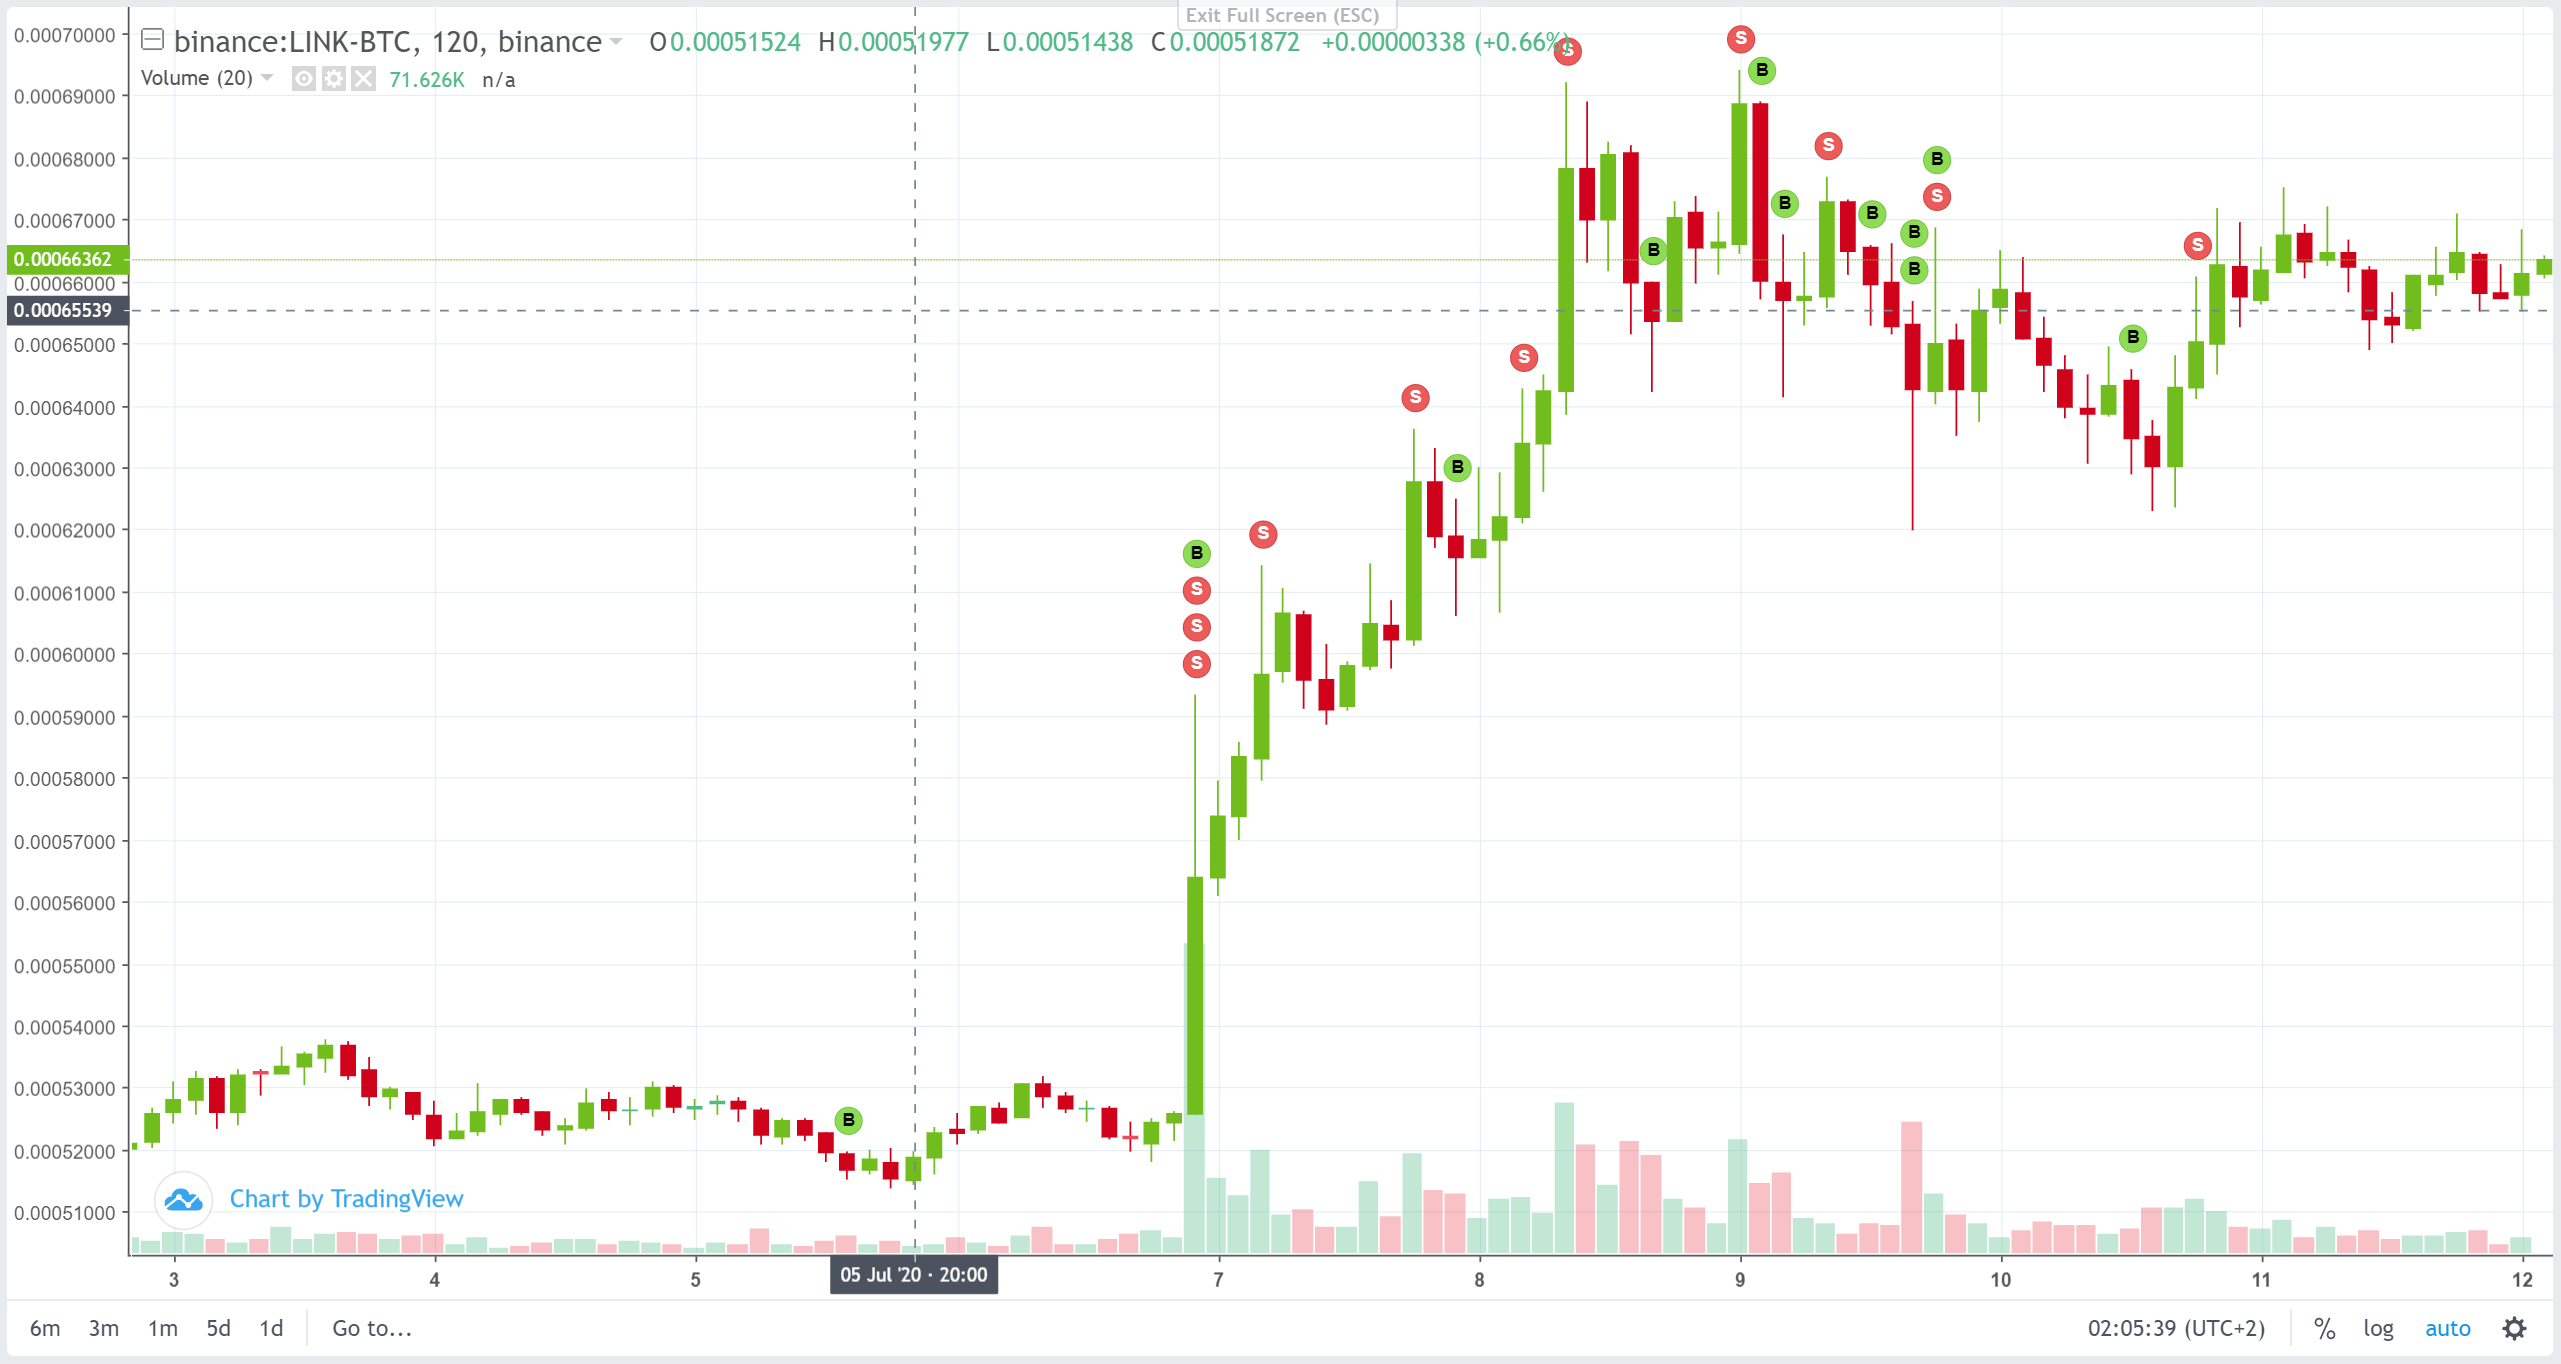 Exit Full Screen (ESC)
binance:LINK-BTC, 120, binance O0.00051524 H0.00051977 L0.00051438 C0.00051872 +0.00000338 (+0.66%)
Volume (20) 71.626K n/a
0.00070000
0.00069000
0.00068000
0.00067000
0.00066362
0.00066000
0.00065539
0.00065000
0.00064000
0.00063000
0.00062000
0.00061000
0.00060000
0.00059000
0.00058000
0.00057000
0.00056000
0.00055000
0.00054000
0.00053000
0.00052000
0.00051000
S
S
B
S
B
S
B
B
S
B
B
B
S
B
S
S
B
S
B
S
S
S
B
Chart by TradingView
3 4 5 05 Jul '20 · 20:00 7 8 9 10 11 12
6m 3m 1m 5d 1d Go to... 02:05:39 (UTC+2) % log auto